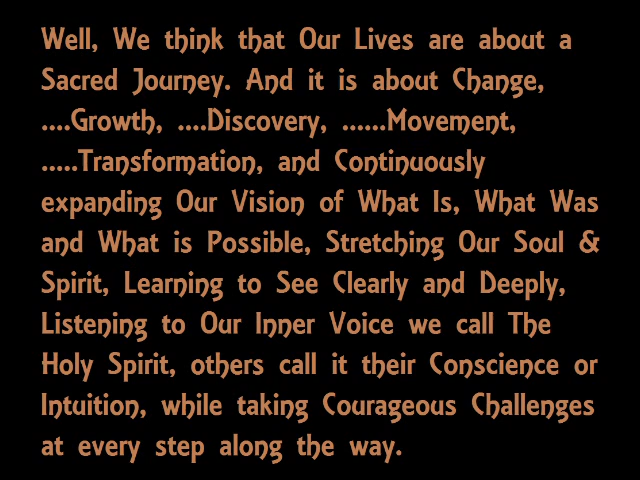 Well, We think that Our Lives are about a
Sacred Journey. And it is about Change,
....Growth, ....Discovery, ......Movement,
.....Transformation, and Continuously
expanding Our Vision of What Is, What Was
and What is Possible, Stretching Our Soul &
Spirit, Learning to See Clearly and Deeply,
Listening to Our Inner Voice we call The
Holy Spirit, others call it their Conscience or
Intuition, while taking Courageous Challenges
at every step along the way.